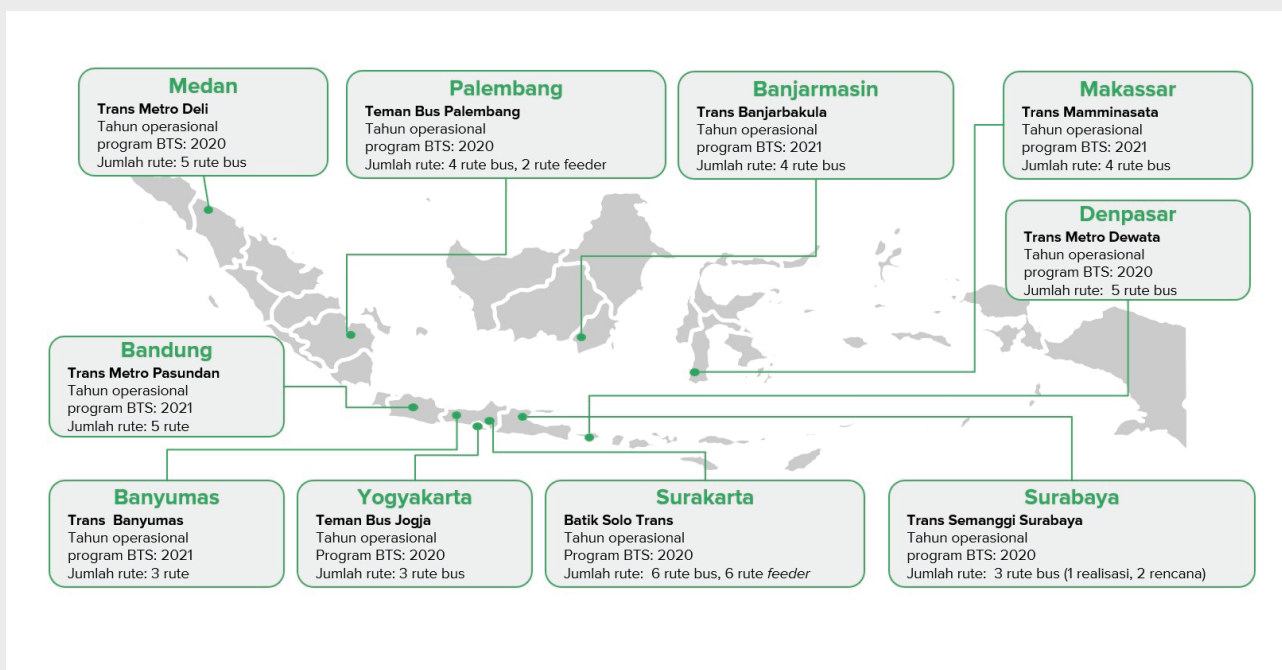 Medan
Trans Metro Deli
Tahun operasional
program BTS: 2020
Jumlah rute: 5 rute bus
Palembang
Teman Bus Palembang
Tahun operasional
program BTS: 2020
Jumlah rute: 4 rute bus, 2 rute feeder
Banjarmasin
Trans Banjarbakula
Tahun operasional
program BTS: 2021
Jumlah rute: 4 rute bus
Makassar
Trans Mamminasata
Tahun operasional
program BTS: 2021
Jumlah rute: 4 rute bus
Denpasar
Trans Metro Dewata
Tahun operasional
program BTS: 2020
Jumlah rute: 5 rute bus
Bandung
Trans Metro Pasundan
Tahun operasional
program BTS: 2021
Jumlah rute: 5 rute
Banyumas
Trans Banyumas
Tahun operasional
program BTS: 2021
Jumlah rute: 3 rute
Yogyakarta
Teman Bus Jogja
Tahun operasional
Program BTS: 2020
Jumlah rute: 3 rute bus
Surakarta
Batik Solo Trans
Tahun operasional
Program BTS: 2020
Jumlah rute: 6 rute bus, 6 rute feeder
Surabaya
Trans Semanggi Surabaya
Tahun operasional
program BTS: 2020
Jumlah rute: 3 rute bus (1 realisasi, 2 rencana)